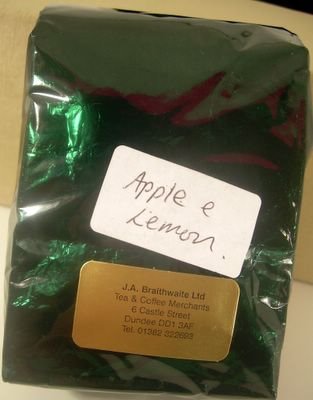 Apple e
Lemon.
J.A. Braithwaite Ltd
Tea & Coffee Merchants
6 Castle Street
Dundee DD1 3AF
Tel. 01382 322693